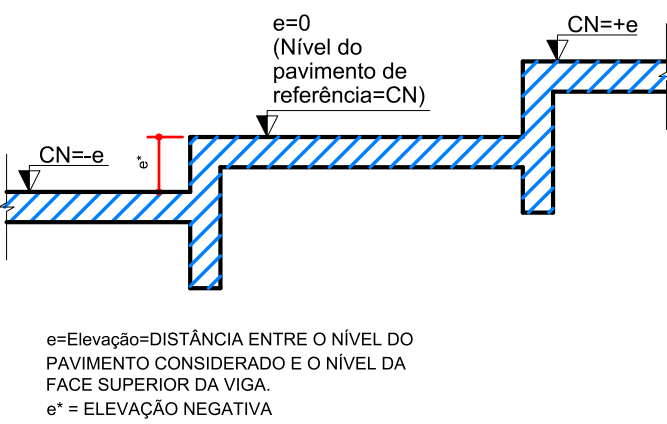 e=0
(Nível do
pavimento de
referência=CN)
CN=+e
CN=-e
e*
e=Elevação=DISTÂNCIA ENTRE O NÍVEL DO
PAVIMENTO CONSIDERADO E O NÍVEL DA
FACE SUPERIOR DA VIGA.
e* = ELEVAÇÃO NEGATIVA